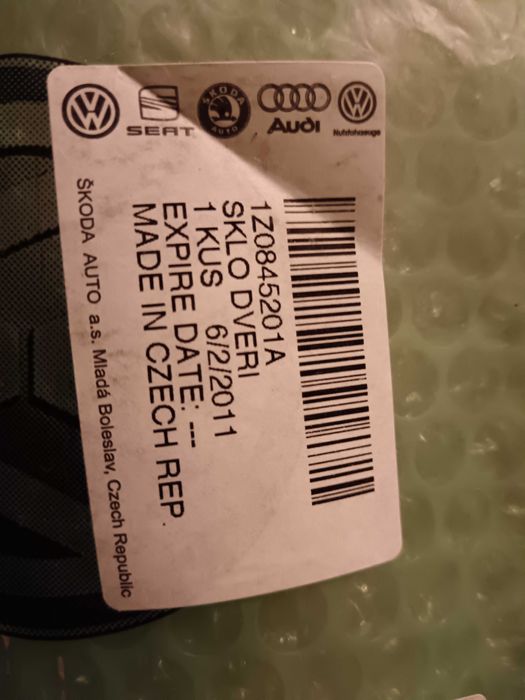 SEAT
ŠKODA
AUTO
Audi
Nutzfahrzeuge
1Z0845201A
SKLO DVERI
1 KUS 6/2/2011
EXPIRE DATE: ---
MADE IN CZECH REP.
ŠKODA AUTO a.s. Mladá Boleslav, Czech Republic